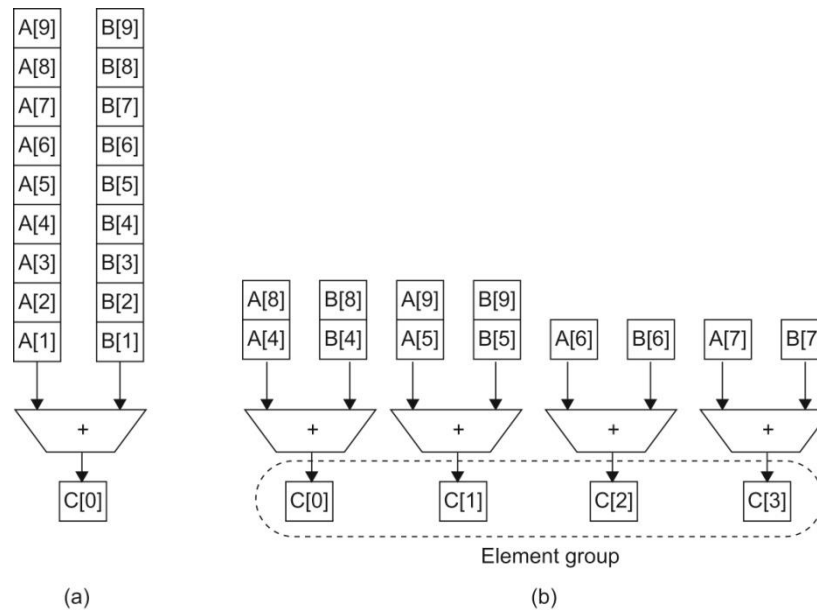 A[9] B[9]
A[8] B[8]
A[7] B[7]
A[6] B[6]
A[5] B[5]
A[4] B[4]
A[3] B[3]
A[2] B[2]
A[1] B[1]
+
C[0]
(a)
A[8] B[8] A[9] B[9]
A[4] B[4] A[5] B[5] A[6] B[6] A[7] B[7
+ + + +
C[0] C[1] C[2] C[3]
Element group
(b)